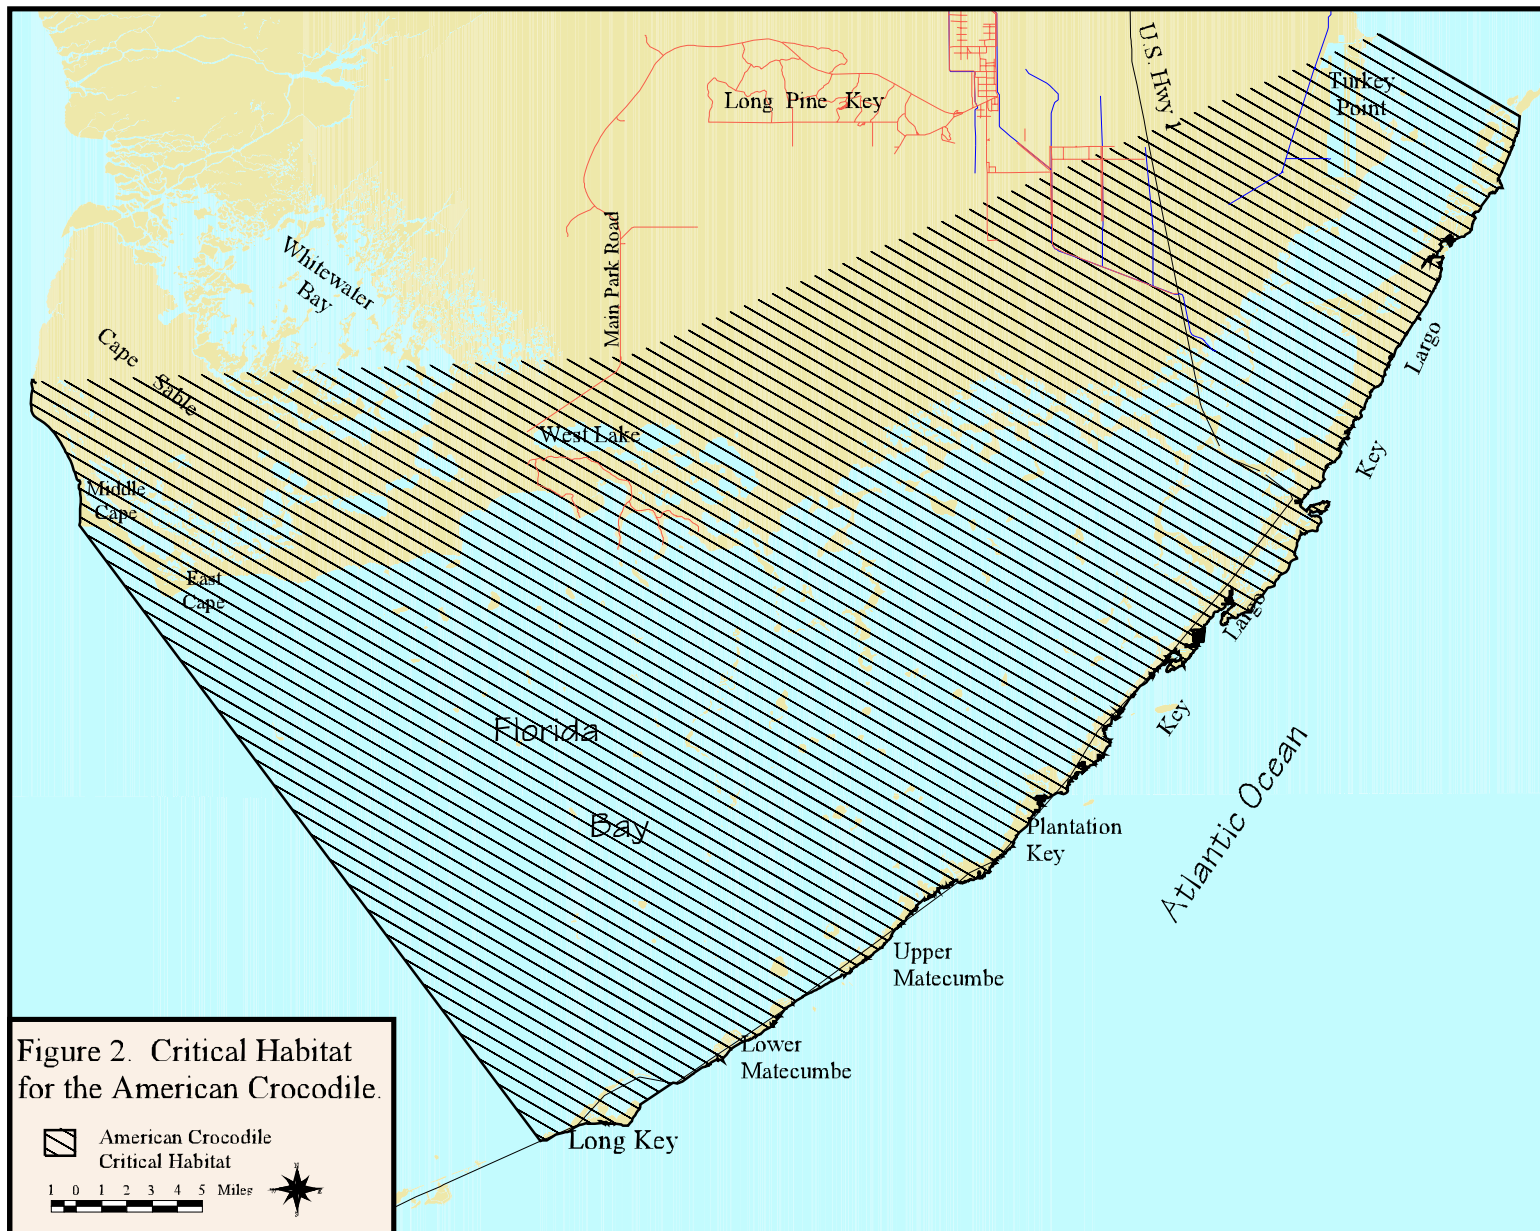 U.S. Hwy 1
Turkey
Point
Long Pine Key
Main Park Road
Whitewater
Bay
Cape
Sable
Largo
Key
West Lake
Middle
Cape
East
Cape
Largo
Key
Florida
Bay
Atlantic Ocean
Plantation
Key
Upper
Matecumbe
Lower
Matecumbe
Long Key
Figure 2. Critical Habitat
for the American Crocodile.
American Crocodile
Critical Habitat
1 0 1 2 3 4 5 Miles